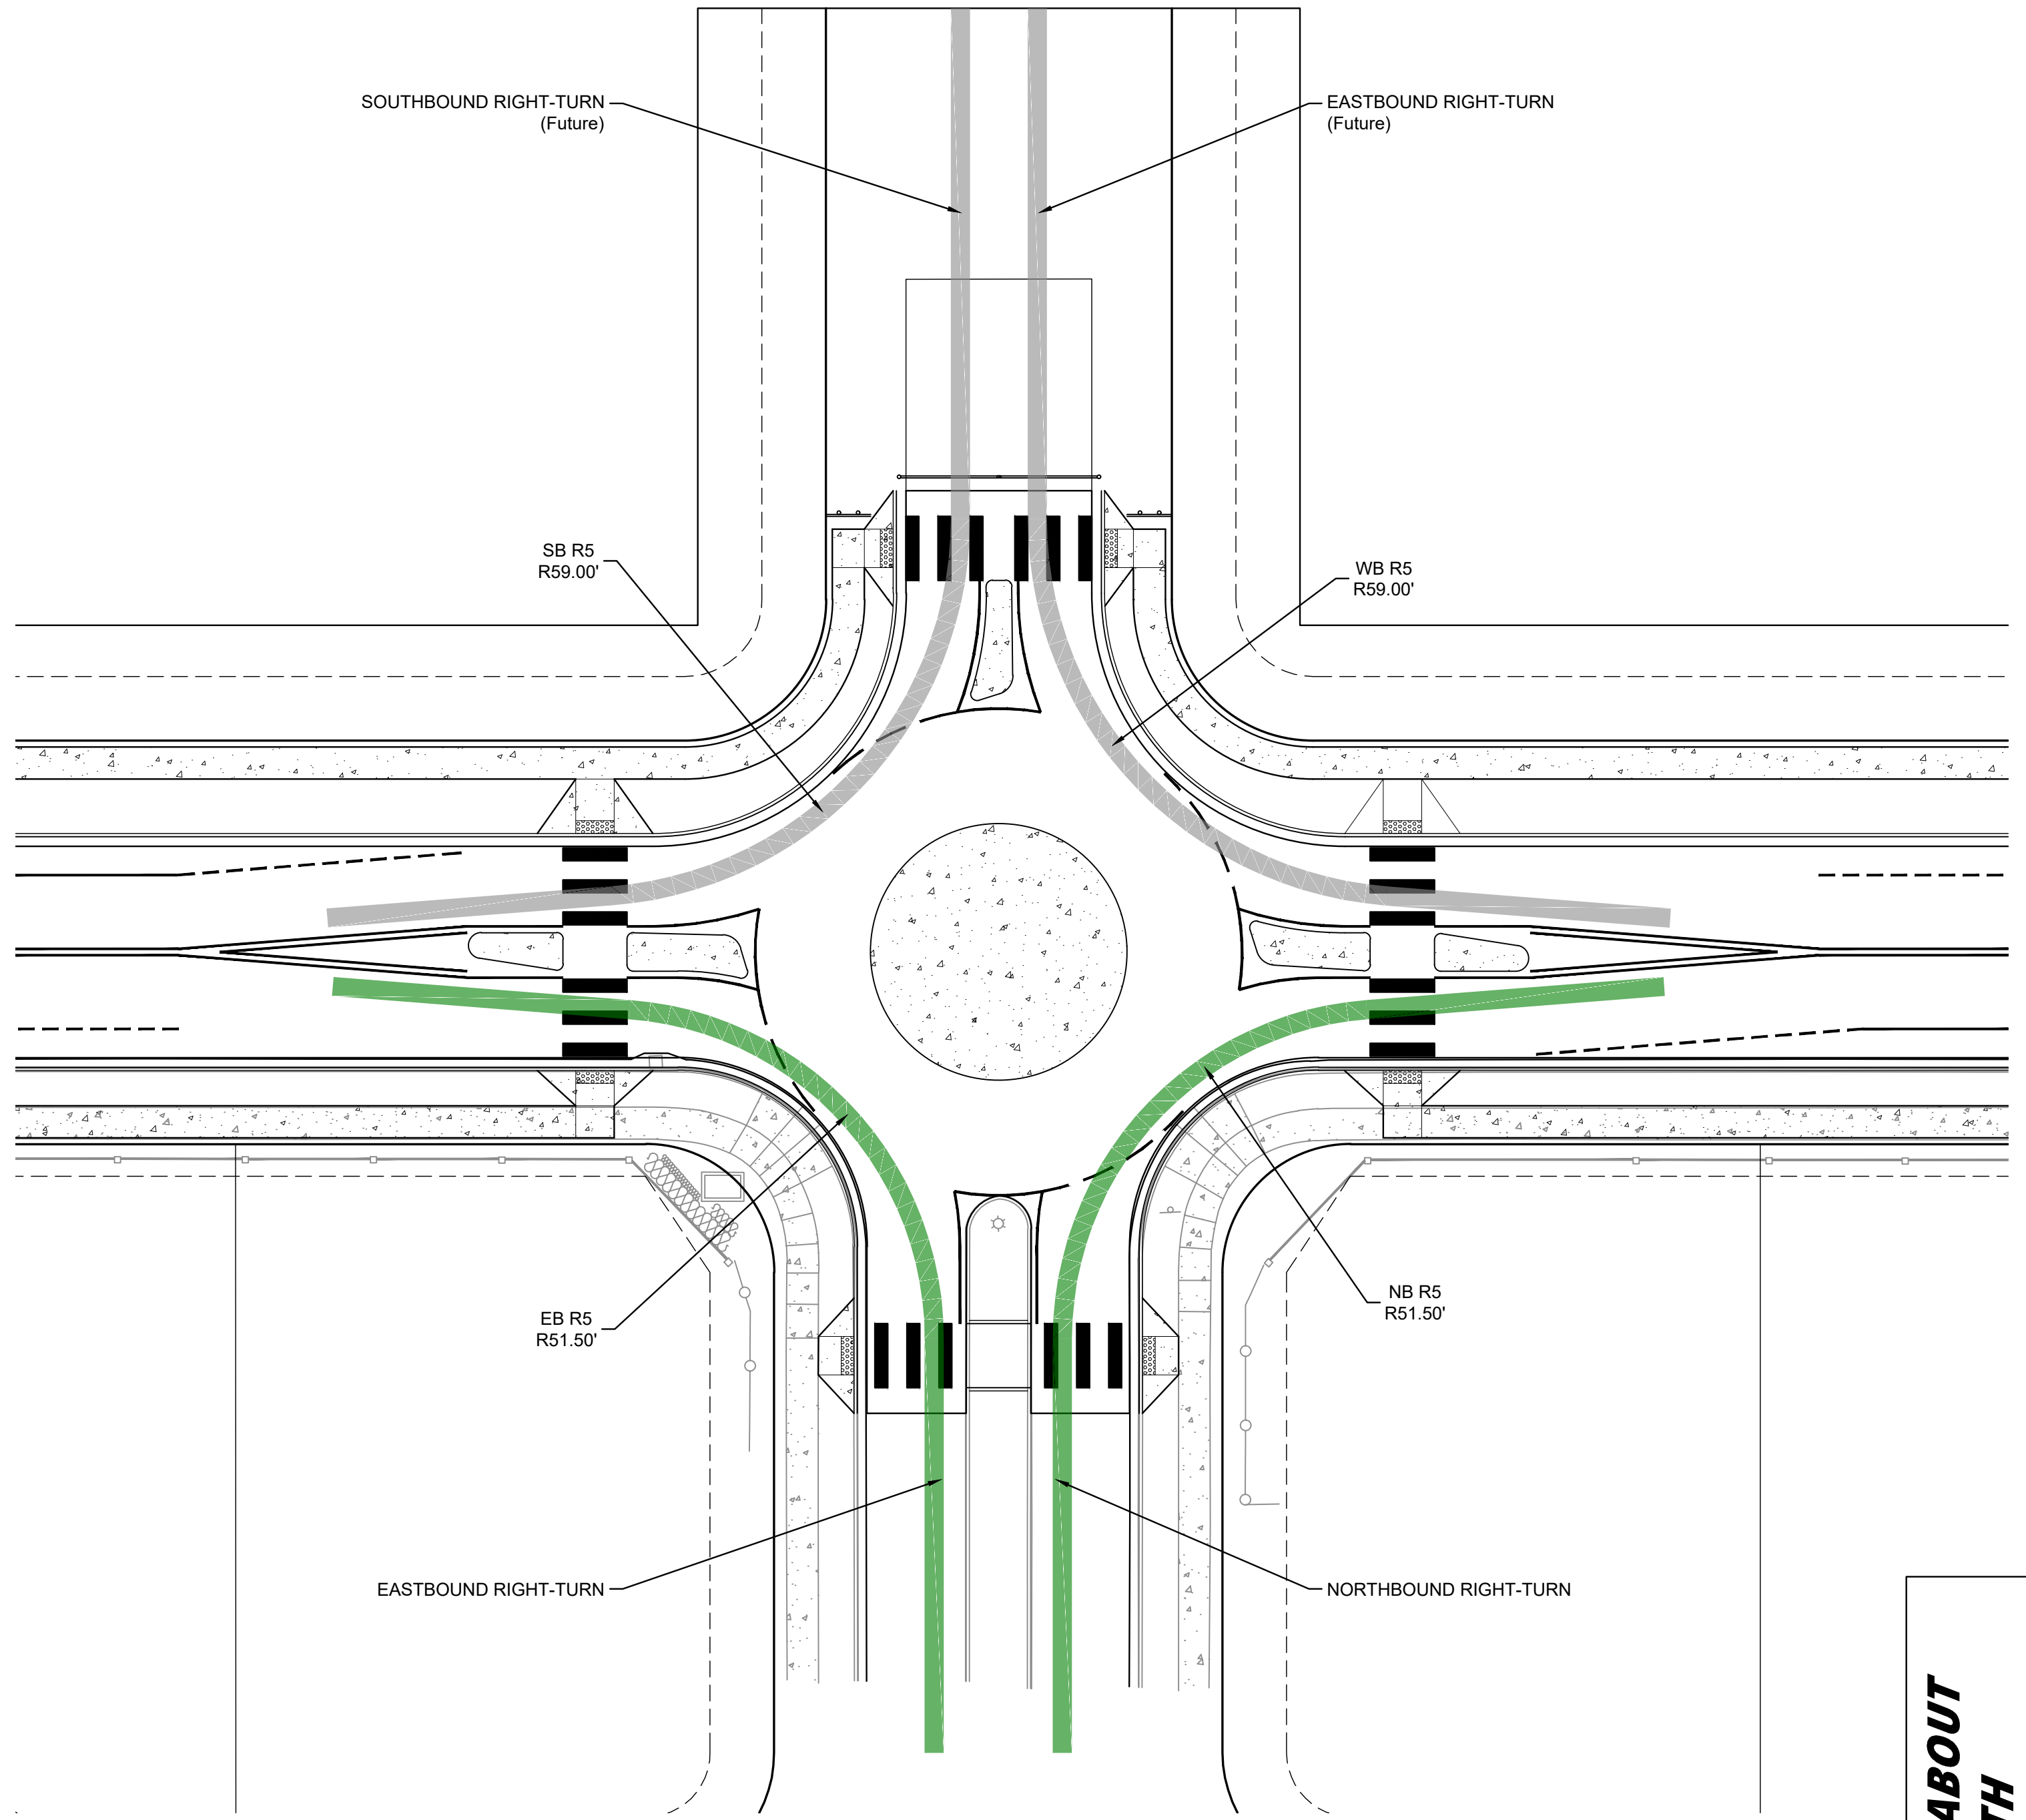 SOUTHBOUND RIGHT-TURN
(Future)
EASTBOUND RIGHT-TURN
(Future)
SB R5
R59.00'
WB R5
R59.00'
EB R5
R51.50'
NB R5
R51.50'
EASTBOUND RIGHT-TURN
NORTHBOUND RIGHT-TURN
ABOUT
TH